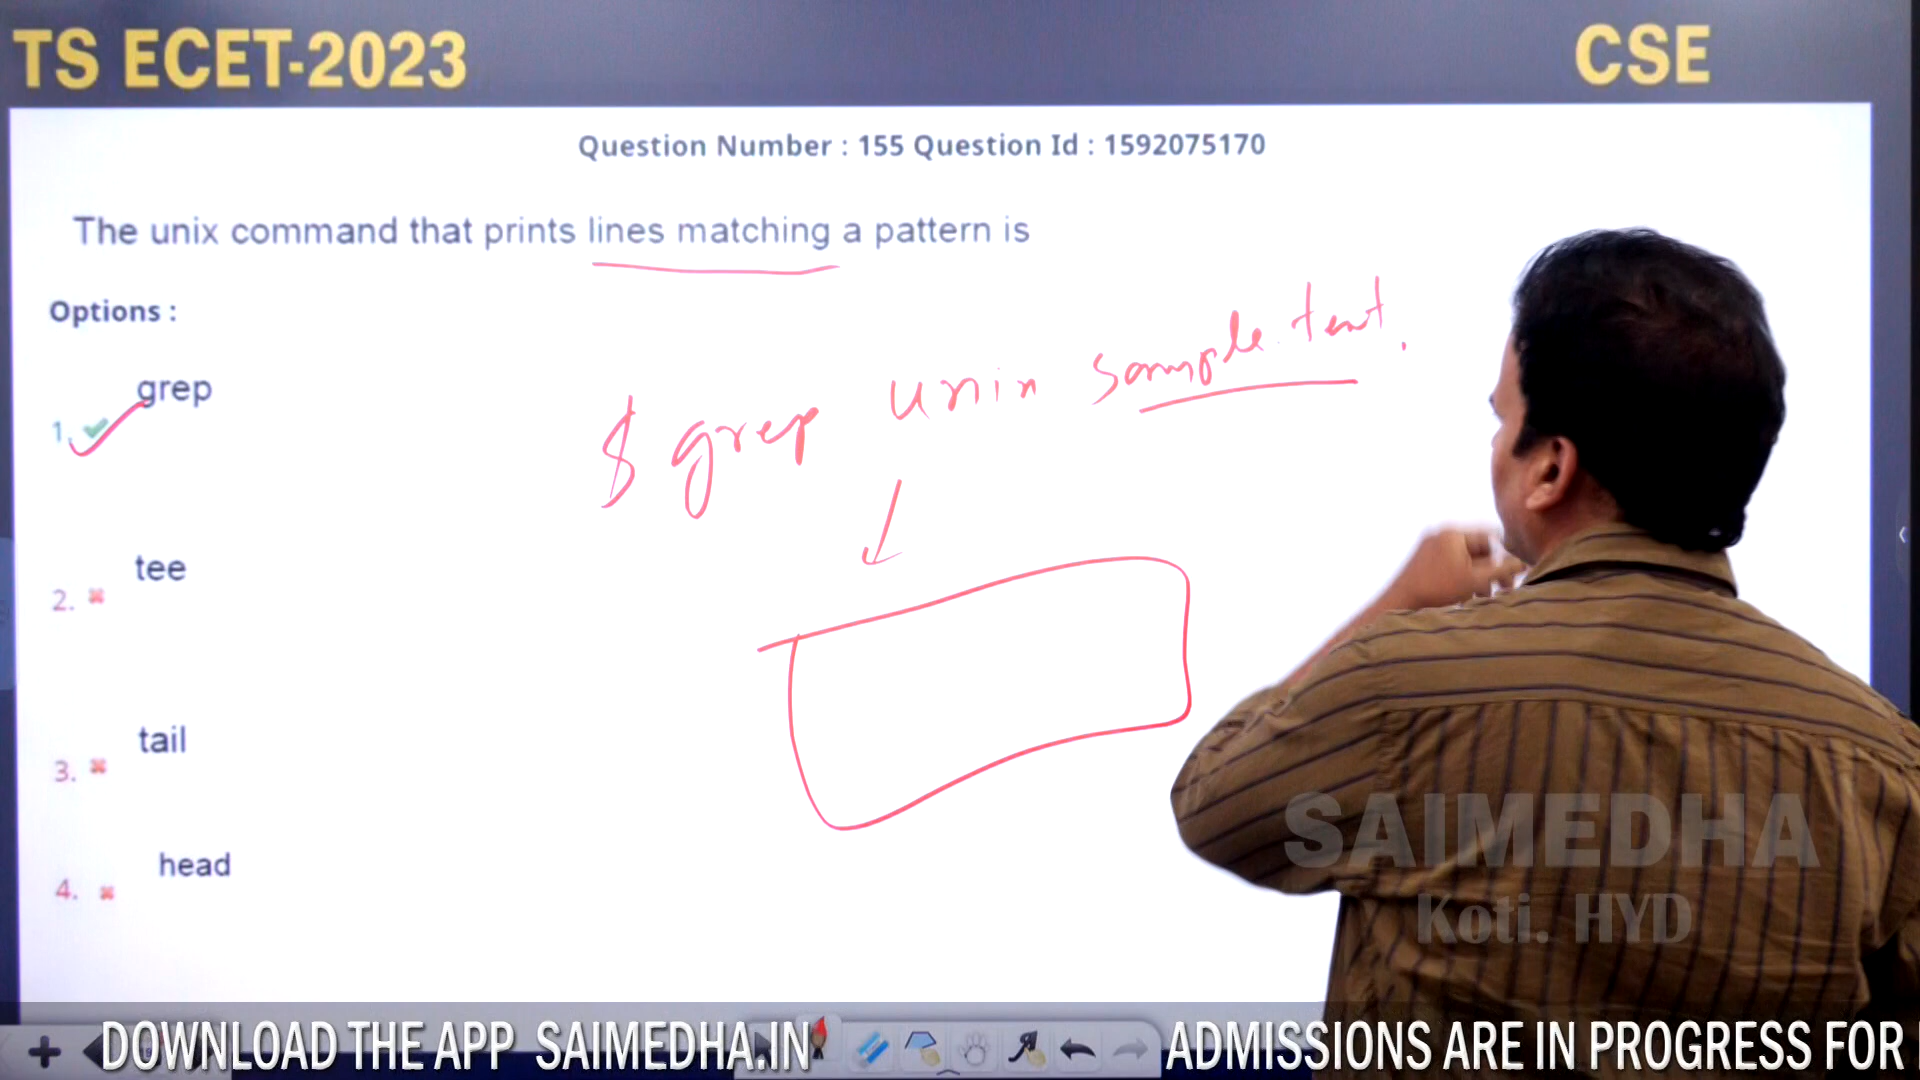 TS ECET-2023
CSE
Question Number : 155 Question Id : 1592075170
The unix command that prints lines matching a pattern is
Options :
1. grep
$ grep unix sample.text.
2. tee
3. tail
4. head
SAIMEDHA
Koti. HYD
DOWNLOAD THE APP SAIMEDHA.IN
ADMISSIONS ARE IN PROGRESS FOR